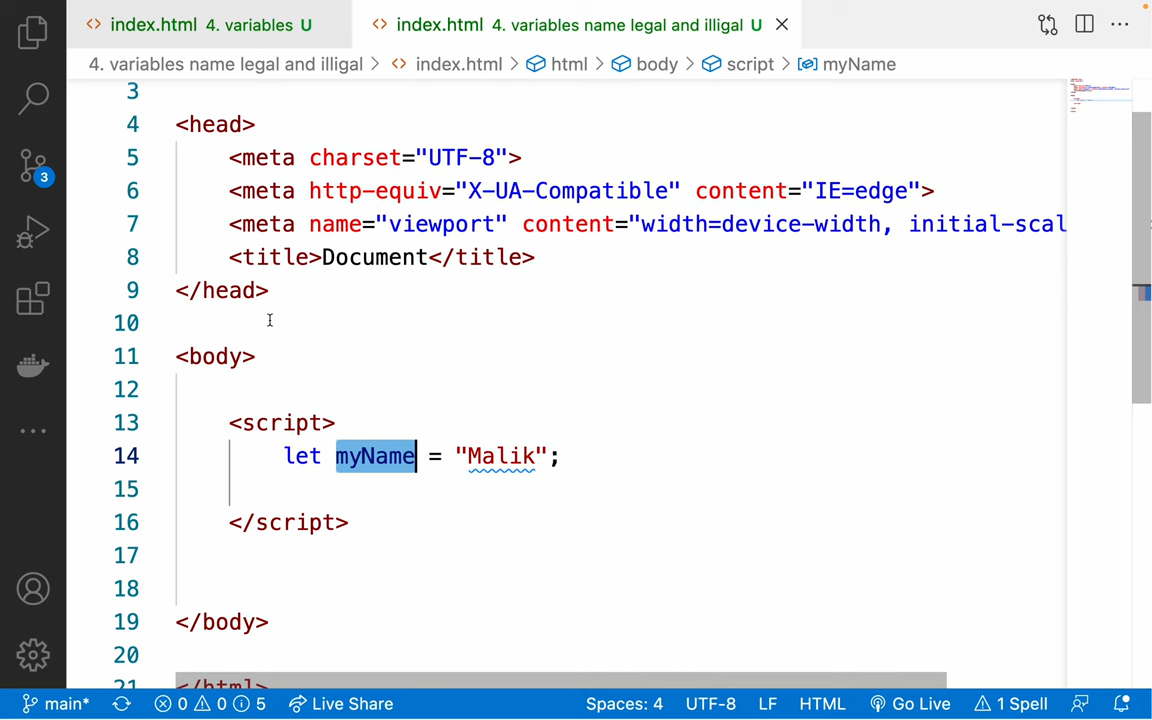 index.html 4. variables U
index.html 4. variables name legal and illigal U
4. variables name legal and illigal > index.html > html > body > script > myName
3
4 <head>
5 <meta charset="UTF-8">
6 <meta http-equiv="X-UA-Compatible" content="IE=edge">
7 <meta name="viewport" content="width=device-width, initial-scal
8 <title>Document</title>
9 </head>
10
11 <body>
12
13 <script>
14 let myName = "Malik";
15
16 </script>
17
18
19 </body>
20
21 </html>
3
main* 0 0 5 Live Share Spaces: 4 UTF-8 LF HTML Go Live 1 Spell